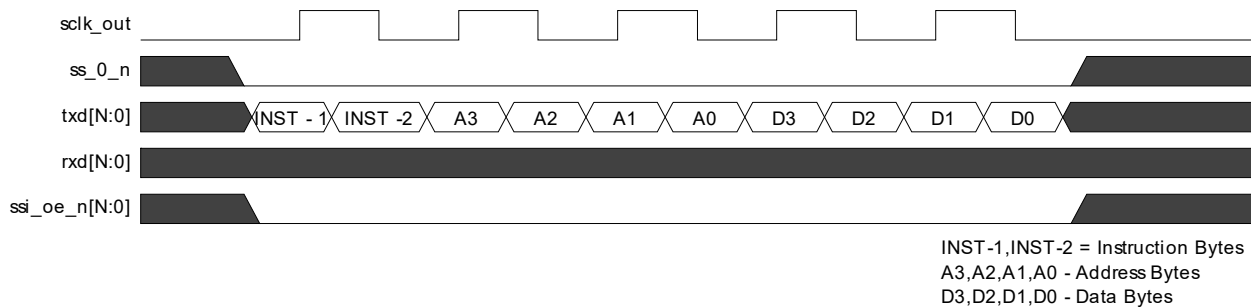 sclk_out
ss_0_n
txd[N:0] INST - 1 INST -2 A3 A2 A1 A0 D3 D2 D1 D0
rxd[N:0]
ssi_oe_n[N:0]
INST-1,INST-2 = Instruction Bytes
A3,A2,A1,A0 - Address Bytes
D3,D2,D1,D0 - Data Bytes